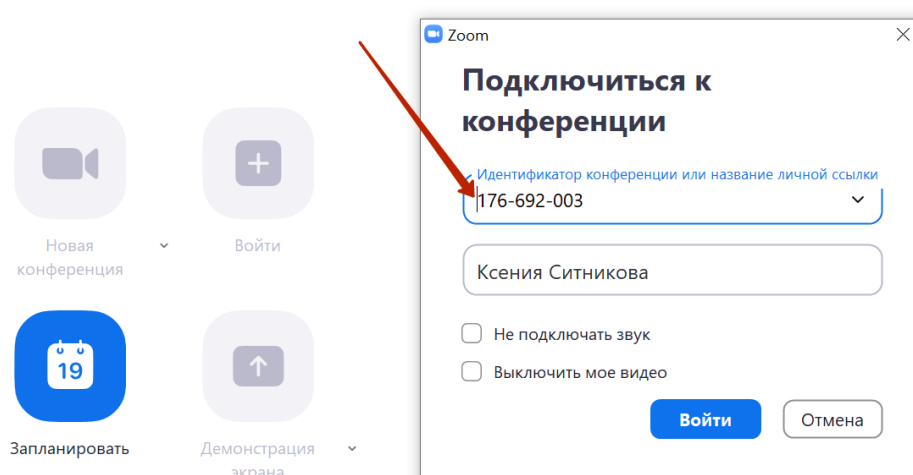 Zoom
Подключиться к
конференции
Идентификатор конференции или название личной ссылки
176-692-003
Ксения Ситникова
Не подключать звук
Выключить мое видео
Войти
Отмена
Новая
конференция
Войти
19
Запланировать
Демонстрация
экрана